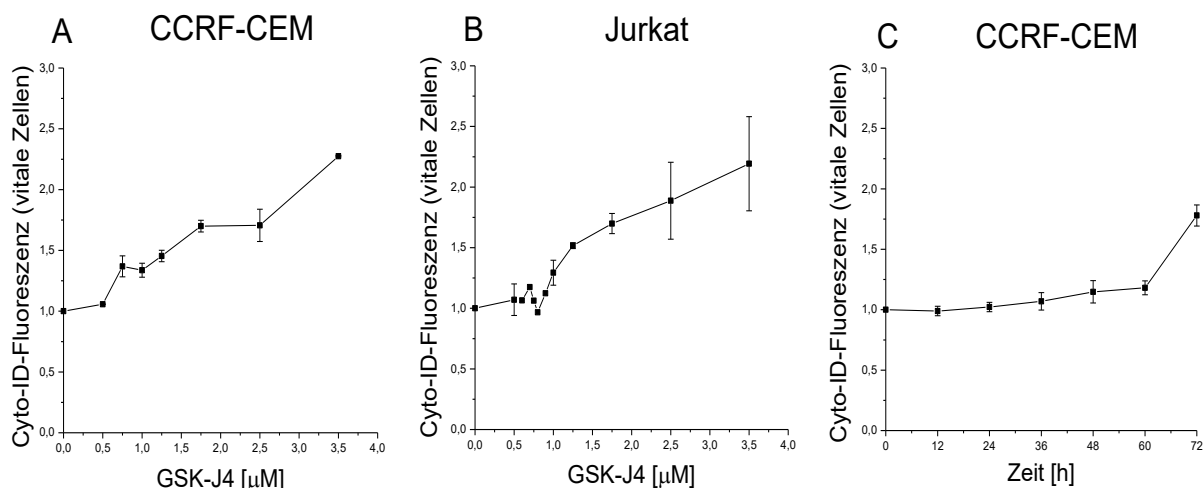 A CCRF-CEM
Cyto-ID-Fluoreszenz (vitale Zellen)
3,0
2,5
2,0
1,5
1,0
0,5
0,0
0,0 0,5 1,0 1,5 2,0 2,5 3,0 3,5 4,0
GSK-J4 [µM]
B Jurkat
Cyto-ID-Fluoreszenz (vitale Zellen)
3,0
2,5
2,0
1,5
1,0
0,5
0,0
0,0 0,5 1,0 1,5 2,0 2,5 3,0 3,5 4,0
GSK-J4 [µM]
C CCRF-CEM
Cyto-ID-Fluoreszenz (vitale Zellen)
3,0
2,5
2,0
1,5
1,0
0,5
0,0
0 12 24 36 48 60 72
Zeit [h]